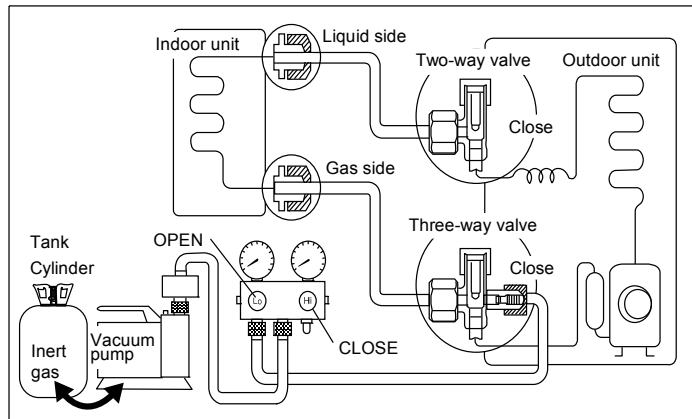 Liquid side
Indoor unit
Two-way valve
Outdoor unit
Close
Gas side
Three-way valve
Tank
Cylinder
OPEN
Close
Lo
Hi
CLOSE
Inert
gas
Vacuum
pump